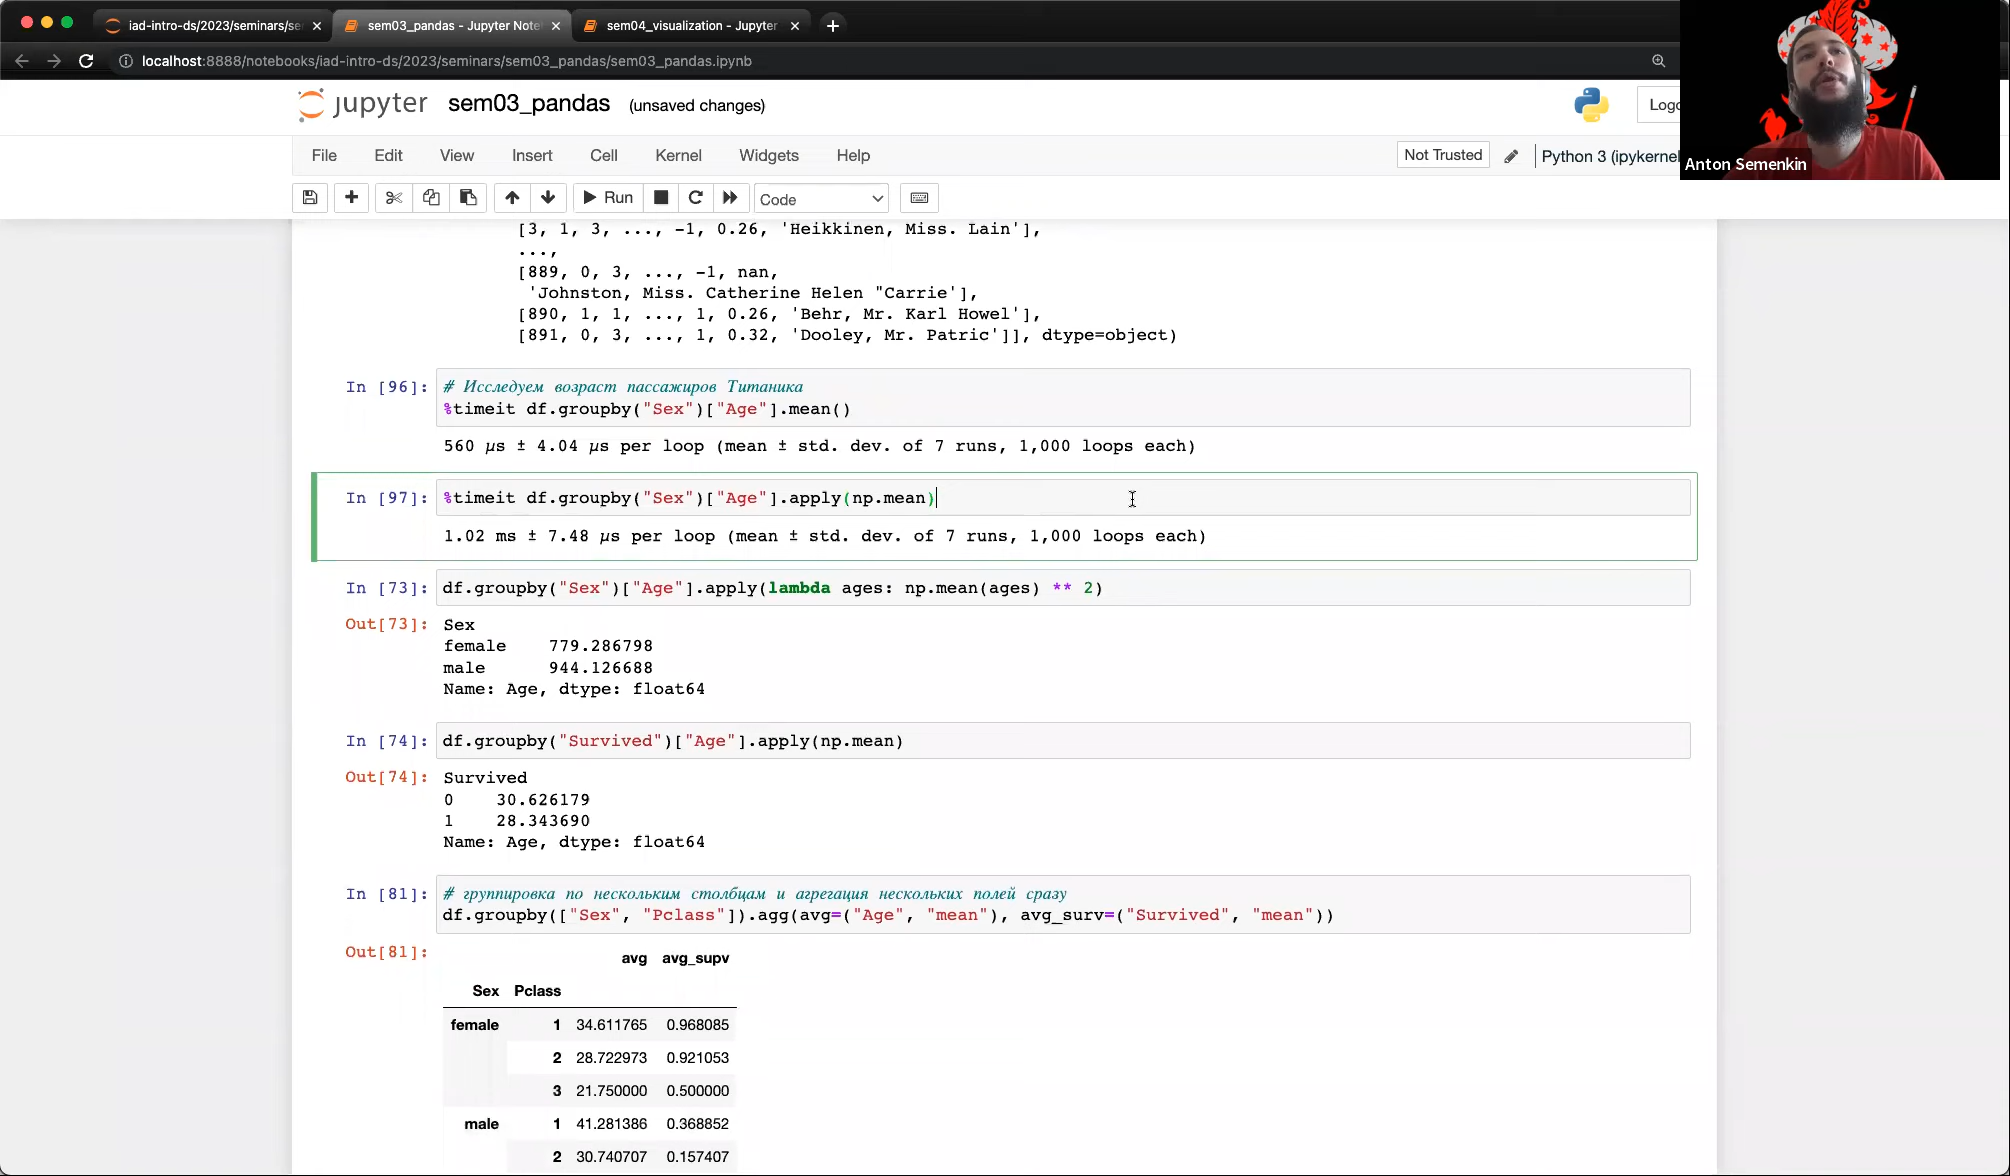 iad-intro-ds/2023/seminars/se
sem03_pandas - Jupyter Note
sem04_visualization - Jupyter
localhost:8888/notebooks/iad-intro-ds/2023/seminars/sem03_pandas/sem03_pandas.ipynb
jupyter sem03_pandas (unsaved changes)
Logo
File Edit View Insert Cell Kernel Widgets Help
Not Trusted
Python 3 (ipykernel
Anton Semenkin
Run
Code
[3, 1, 3, ..., -1, 0.26, 'Heikkinen, Miss. Lain'],
...,
[889, 0, 3, ..., -1, nan,
'Johnston, Miss. Catherine Helen "Carrie'],
[890, 1, 1, ..., 1, 0.26, 'Behr, Mr. Karl Howel'],
[891, 0, 3, ..., 1, 0.32, 'Dooley, Mr. Patric']], dtype=object)
In [96]: # Исследуем возраст пассажиров Титаника
%timeit df.groupby("Sex")["Age"].mean()
560 µs ± 4.04 µs per loop (mean ± std. dev. of 7 runs, 1,000 loops each)
In [97]: %timeit df.groupby("Sex")["Age"].apply(np.mean)
1.02 ms ± 7.48 µs per loop (mean ± std. dev. of 7 runs, 1,000 loops each)
In [73]: df.groupby("Sex")["Age"].apply(lambda ages: np.mean(ages) ** 2)
Out[73]: Sex
female 779.286798
male 944.126688
Name: Age, dtype: float64
In [74]: df.groupby("Survived")["Age"].apply(np.mean)
Out[74]: Survived
0 30.626179
1 28.343690
Name: Age, dtype: float64
In [81]: # группировка по нескольким столбцам и агрегация нескольких полей сразу
df.groupby(["Sex", "Pclass"]).agg(avg=("Age", "mean"), avg_surv=("Survived", "mean"))
Out[81]:
avg avg_supv
Sex Pclass
female 1 34.611765 0.968085
2 28.722973 0.921053
3 21.750000 0.500000
male 1 41.281386 0.368852
2 30.740707 0.157407